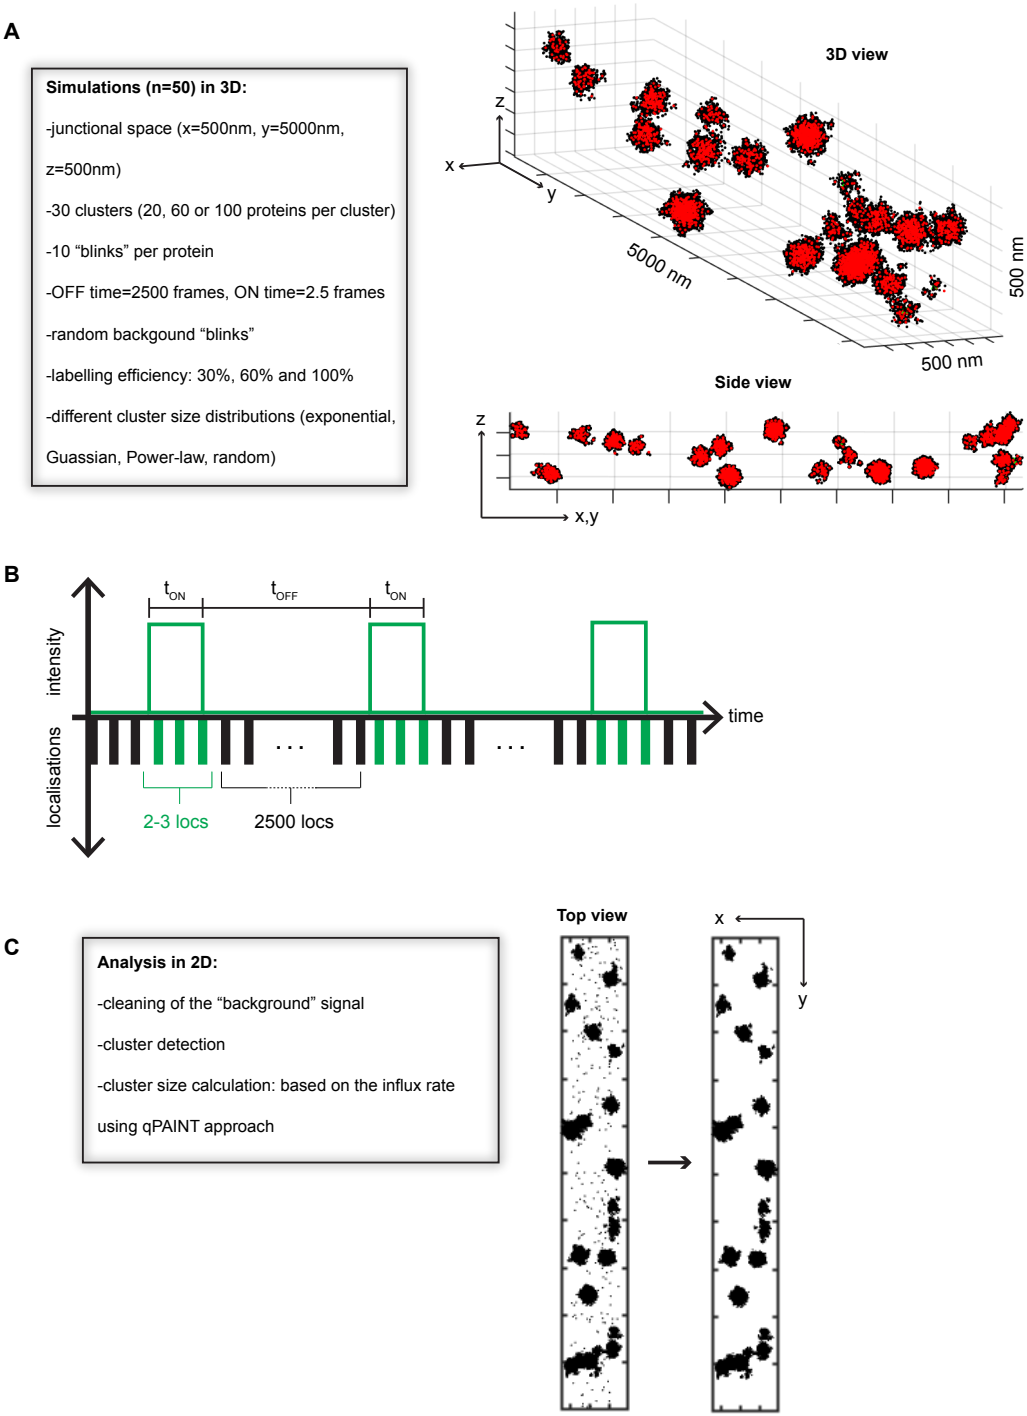 A
Simulations (n=50) in 3D:
-junctional space (x=500nm, y=5000nm,
z=500nm)
-30 clusters (20, 60 or 100 proteins per cluster)
-10 “blinks” per protein
-OFF time=2500 frames, ON time=2.5 frames
-random backgound “blinks”
-labelling efficiency: 30%, 60% and 100%
-different cluster size distributions (exponential,
Guassian, Power-law, random)
3D view
z
x
y
5000 nm
500 nm
500 nm
Side view
z
x,y
B
tON
tOFF
tON
intensity
time
localisations
. . .
. . .
2-3 locs
2500 locs
C
Analysis in 2D:
-cleaning of the “background” signal
-cluster detection
-cluster size calculation: based on the influx rate
using qPAINT approach
Top view
x
y